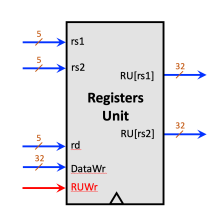 5
rs1
5
rs2
32
RU[rs1]
Registers
Unit
32
RU[rs2]
5
rd
32
DataWr
RUWr